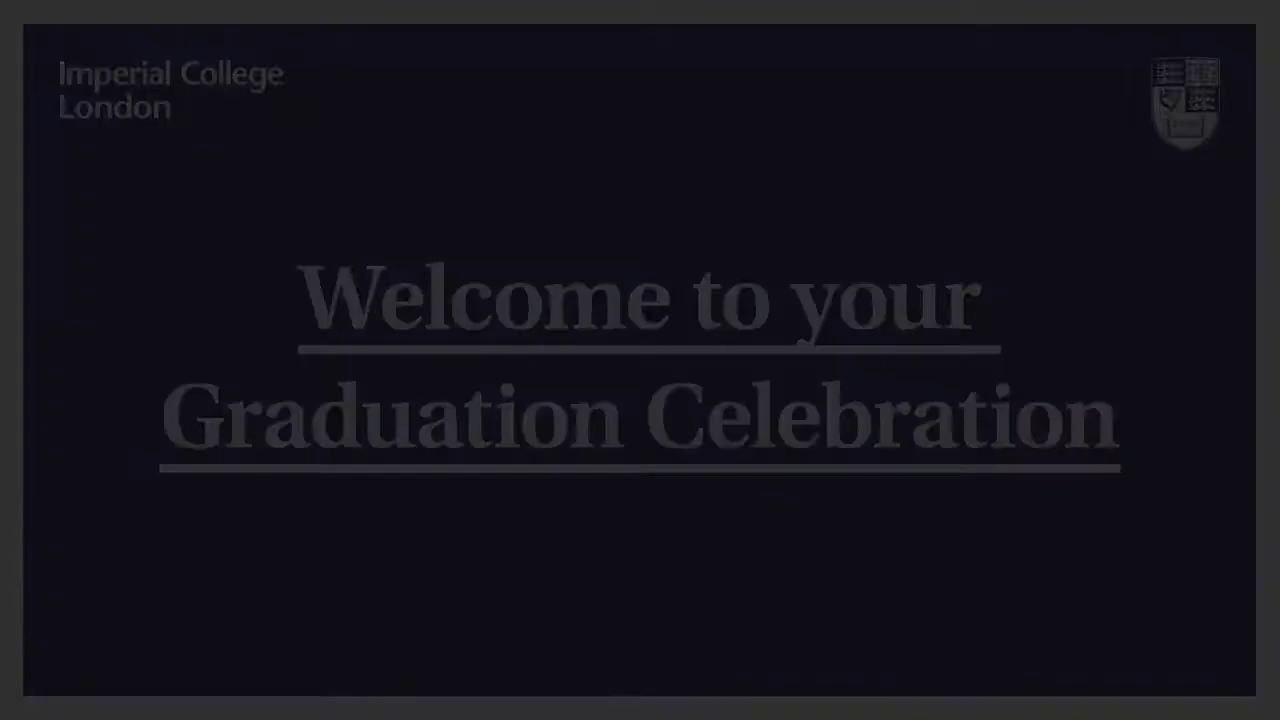 Imperial College
London
Welcome to your
Graduation Celebration